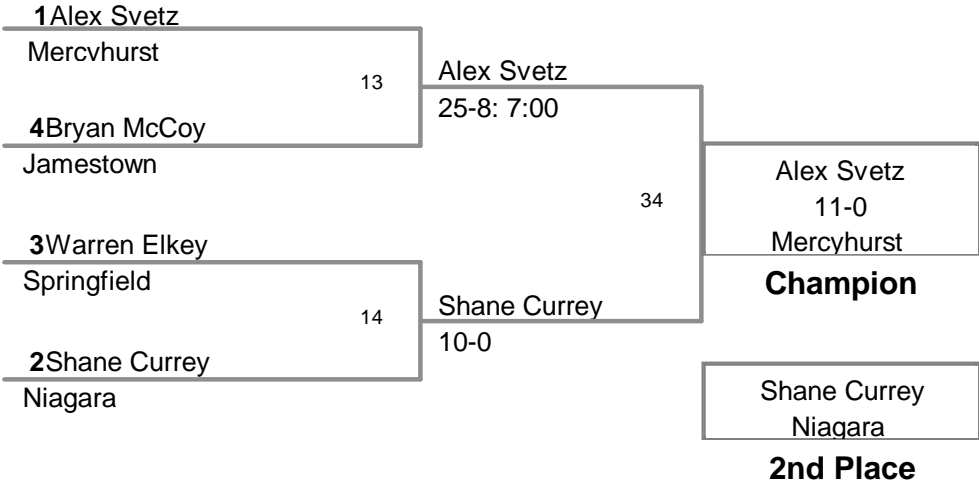 1Alex Svetz
Mercyhurst
13
4Bryan McCoy
Jamestown
Alex Svetz
25-8: 7:00
3Warren Elkey
Springfield
14
2Shane Currey
Niagara
Shane Currey
10-0
34
Alex Svetz
11-0
Mercyhurst
Champion
Shane Currey
Niagara
2nd Place